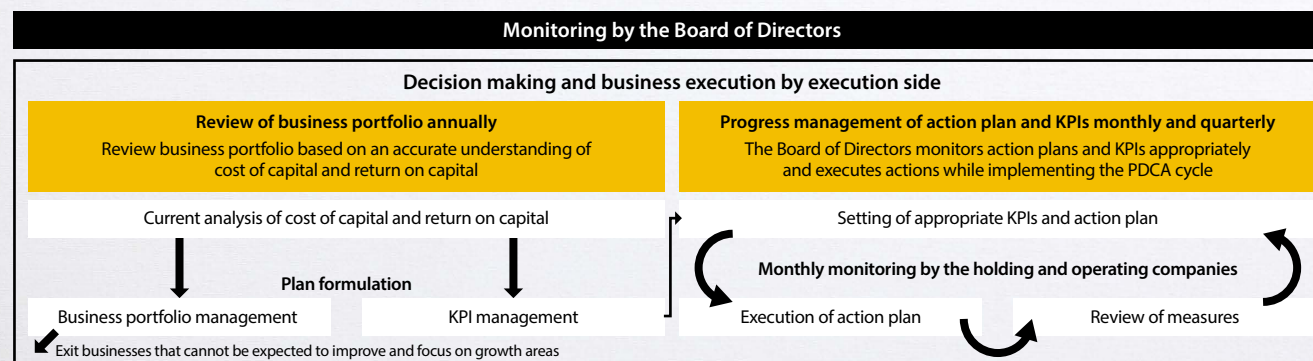 Monitoring by the Board of Directors
Decision making and business execution by execution side
Review of business portfolio annually
Review business portfolio based on an accurate understanding of
cost of capital and return on capital
Progress management of action plan and KPIs monthly and quarterly
The Board of Directors monitors action plans and KPIs appropriately
and executes actions while implementing the PDCA cycle
Current analysis of cost of capital and return on capital
Setting of appropriate KPIs and action plan
Plan formulation
Monthly monitoring by the holding and operating companies
Business portfolio management
KPI management
Execution of action plan
Review of measures
Exit businesses that cannot be expected to improve and focus on growth areas